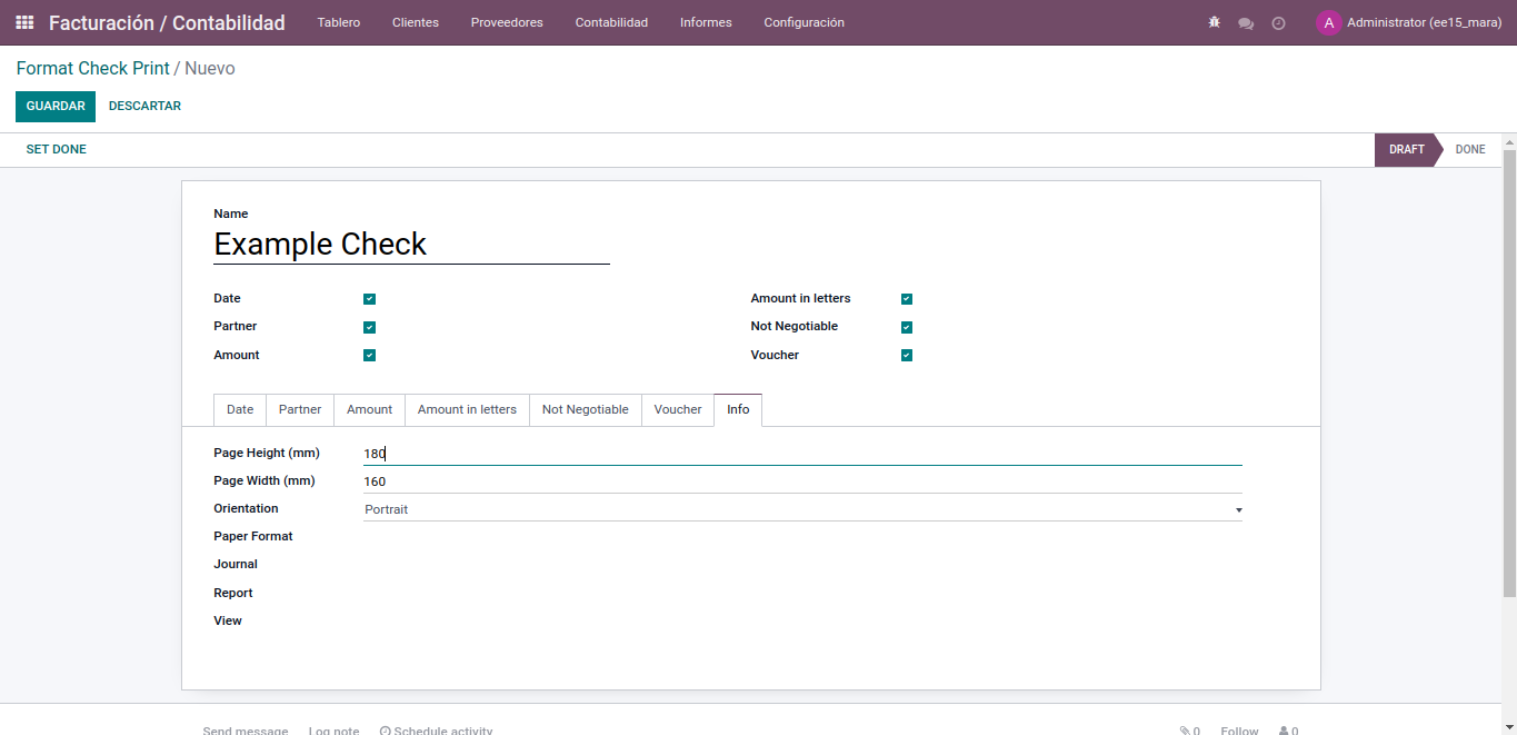 Facturación / Contabilidad Tablero Clientes Proveedores Contabilidad Informes Configuración A Administrator (ee15_mara)
Format Check Print / Nuevo
GUARDAR DESCARTAR
SET DONE DRAFT DONE
Name
Example Check
Date Amount in letters
Partner Not Negotiable
Amount Voucher
Date Partner Amount Amount in letters Not Negotiable Voucher Info
Page Height (mm) 180
Page Width (mm) 160
Orientation Portrait
Paper Format
Journal
Report
View
Send message Log note Schedule activity 0 Follow 0